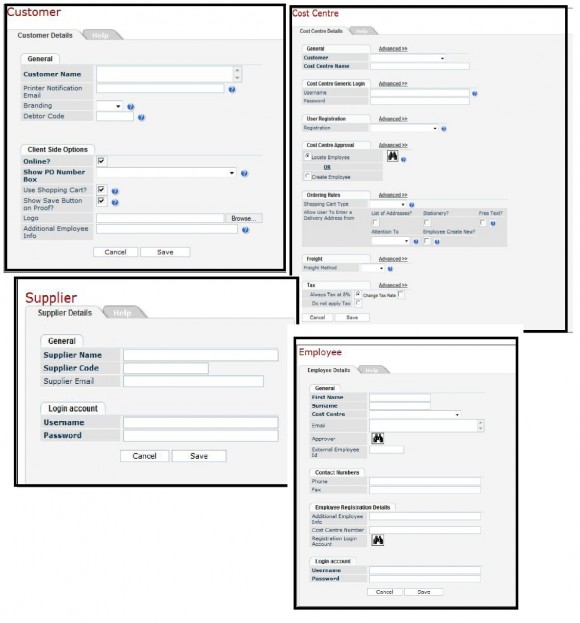 Customer
Customer Details Help
General
Customer Name
Printer Notification
Email
Branding
Debtor Code
Client Side Options
Online?
Show PO Number
Box
Use Shopping Cart?
Show Save Button
on Proof?
Logo Browse...
Additional Employee
Info
Cancel Save
Cost Centre
Cost Centre Details Help
General Advanced >>
Customer
Cost Centre Name
Cost Centre Generic Login Advanced >>
Username
Password
User Registration Advanced >>
Registration
Cost Centre Approval Advanced >>
Locate Employee
OR
Create Employee
Ordering Rules Advanced >>
Shopping Cart Type
Allow User To Enter a List of Addresses? Stationery? Free Text?
Delivery Address from
Attention To Employee Create New?
Freight Advanced >>
Freight Method
Tax Advanced >>
Always Tax at 8% Change Tax Rate
Do not apply Tax
Cancel Save
Supplier
Supplier Details Help
General
Supplier Name
Supplier Code
Supplier Email
Login account
Username
Password
Cancel Save
Employee
Employee Details Help
General
First Name
Surname
Cost Centre
Email
Approver
External Employee
Id
Contact Numbers
Phone
Fax
Employee Registration Details
Additional Employee
Info
Cost Centre Number
Registration Login
Account
Login account
Username
Password
Cancel Save